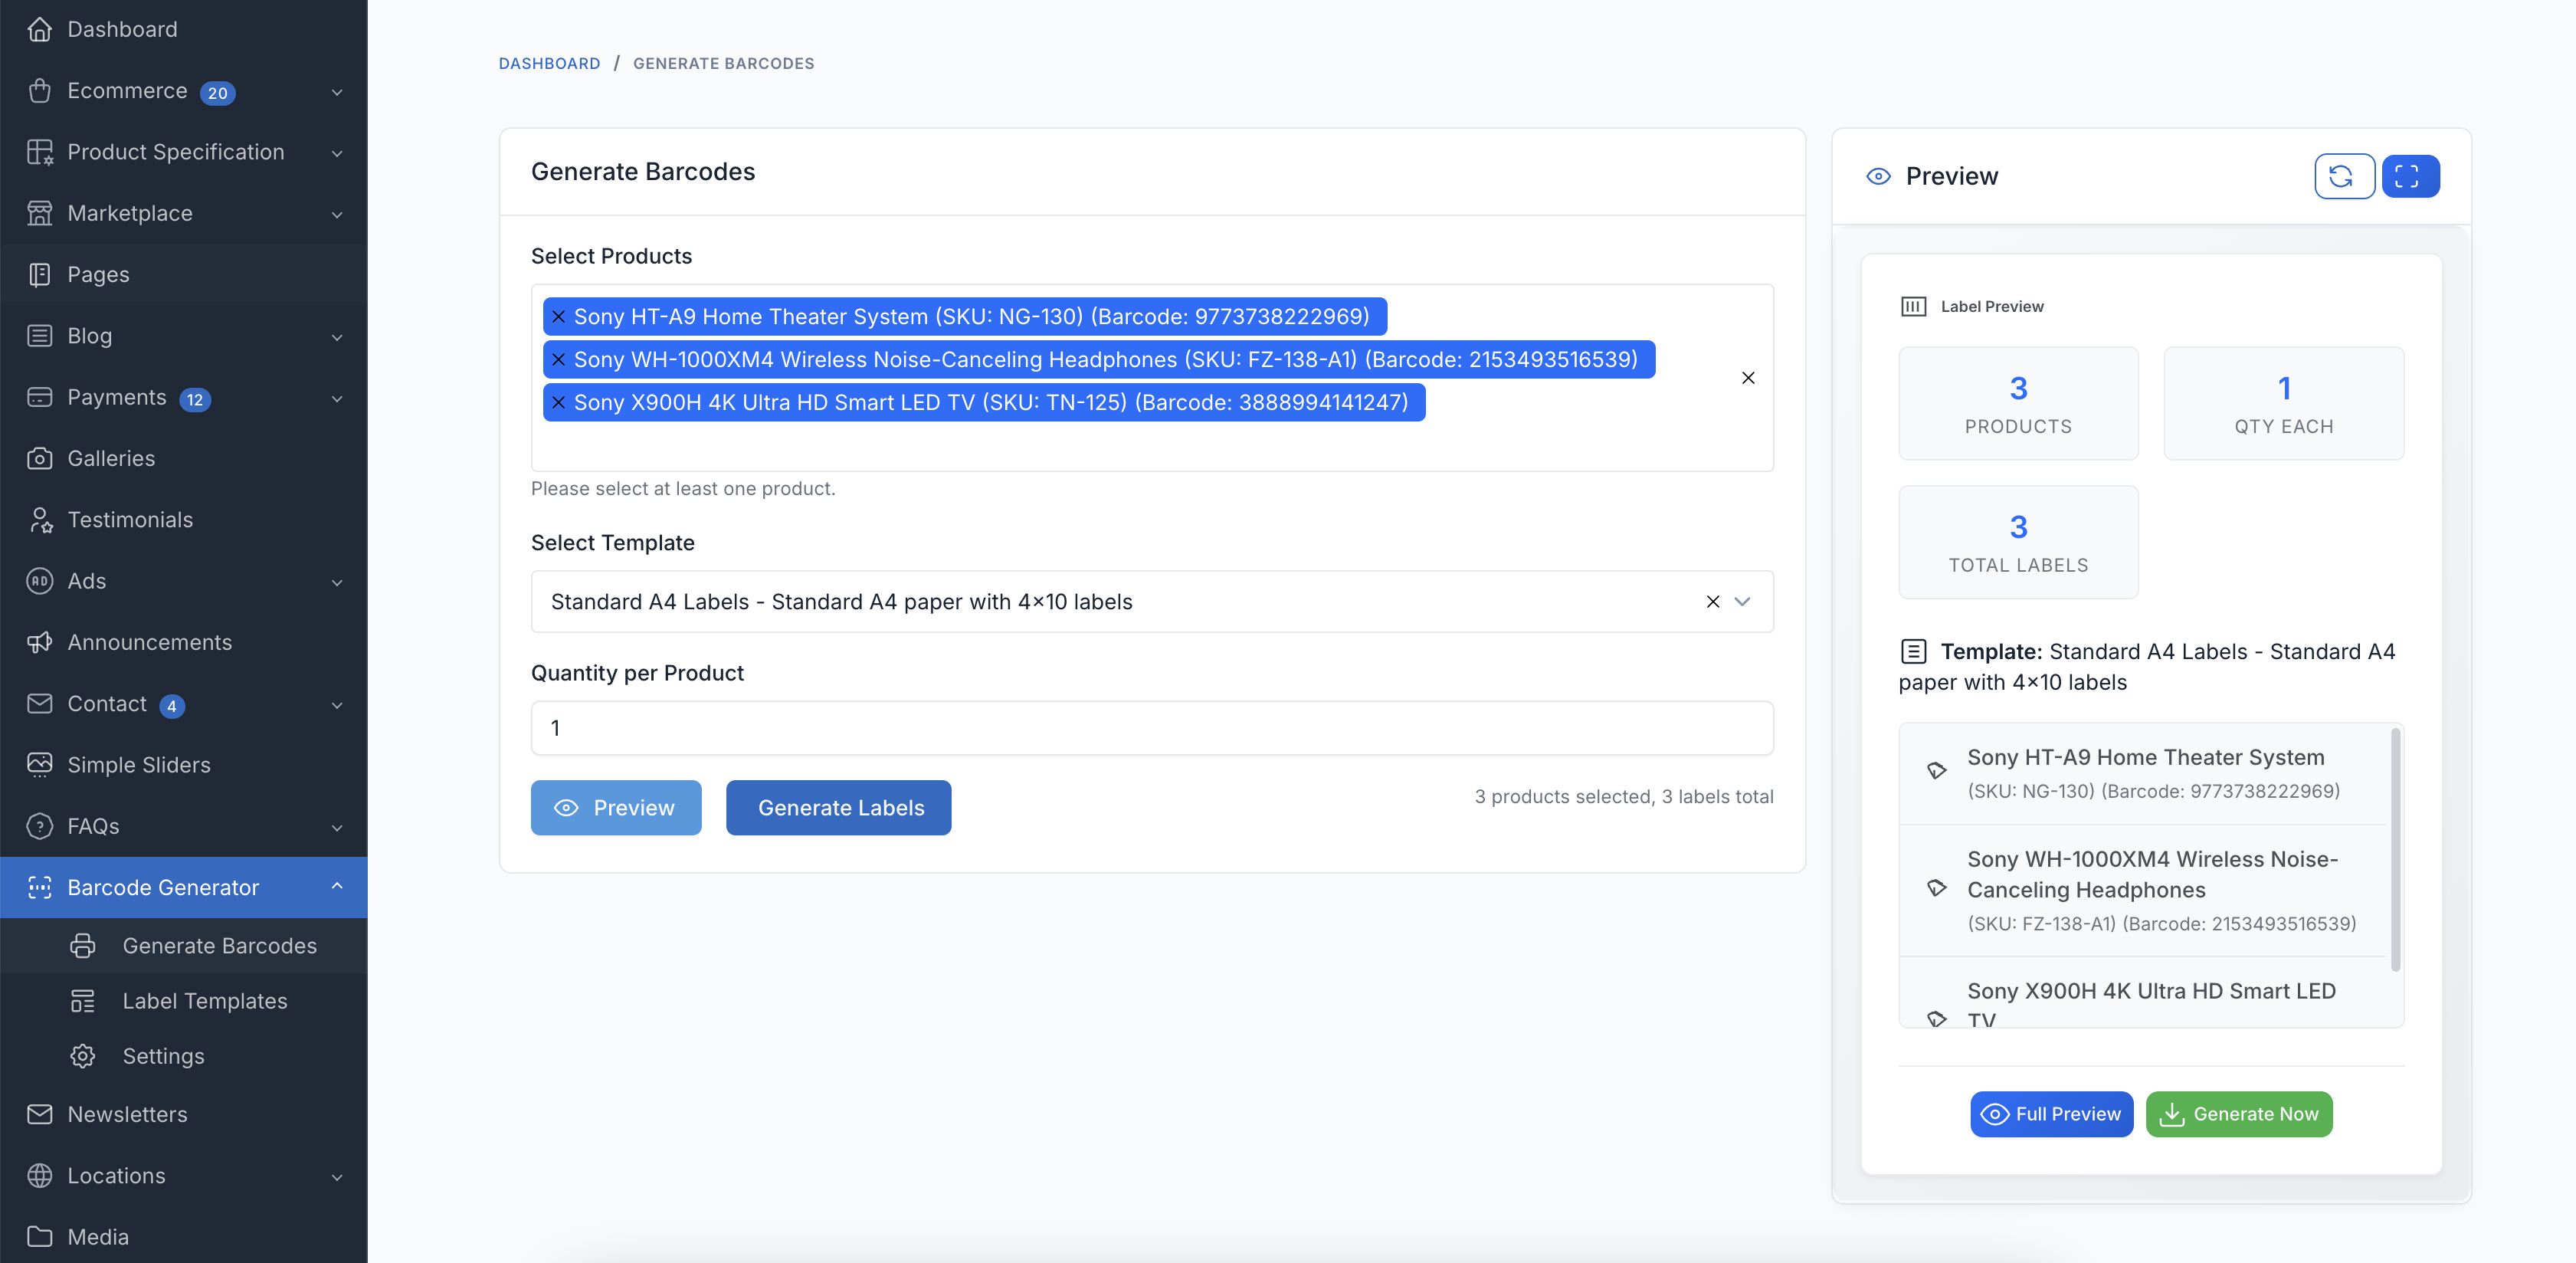 Dashboard
Ecommerce 20
Product Specification
Marketplace
Pages
Blog
Payments 12
Galleries
Testimonials
AD Ads
Announcements
Contact 4
Simple Sliders
? FAQs
Barcode Generator
Generate Barcodes
Label Templates
Settings
Newsletters
Locations
Media
DASHBOARD / GENERATE BARCODES
Generate Barcodes
Select Products
× Sony HT-A9 Home Theater System (SKU: NG-130) (Barcode: 9773738222969)
× Sony WH-1000XM4 Wireless Noise-Canceling Headphones (SKU: FZ-138-A1) (Barcode: 2153493516539)
× Sony X900H 4K Ultra HD Smart LED TV (SKU: TN-125) (Barcode: 3888994141247)
×
Please select at least one product.
Select Template
Standard A4 Labels - Standard A4 paper with 4×10 labels ×
Quantity per Product
1
Preview
Generate Labels
3 products selected, 3 labels total
Preview
Label Preview
3
PRODUCTS
1
QTY EACH
3
TOTAL LABELS
Template: Standard A4 Labels - Standard A4
paper with 4×10 labels
Sony HT-A9 Home Theater System
(SKU: NG-130) (Barcode: 9773738222969)
Sony WH-1000XM4 Wireless Noise-
Canceling Headphones
(SKU: FZ-138-A1) (Barcode: 2153493516539)
Sony X900H 4K Ultra HD Smart LED
TV
Full Preview
Generate Now